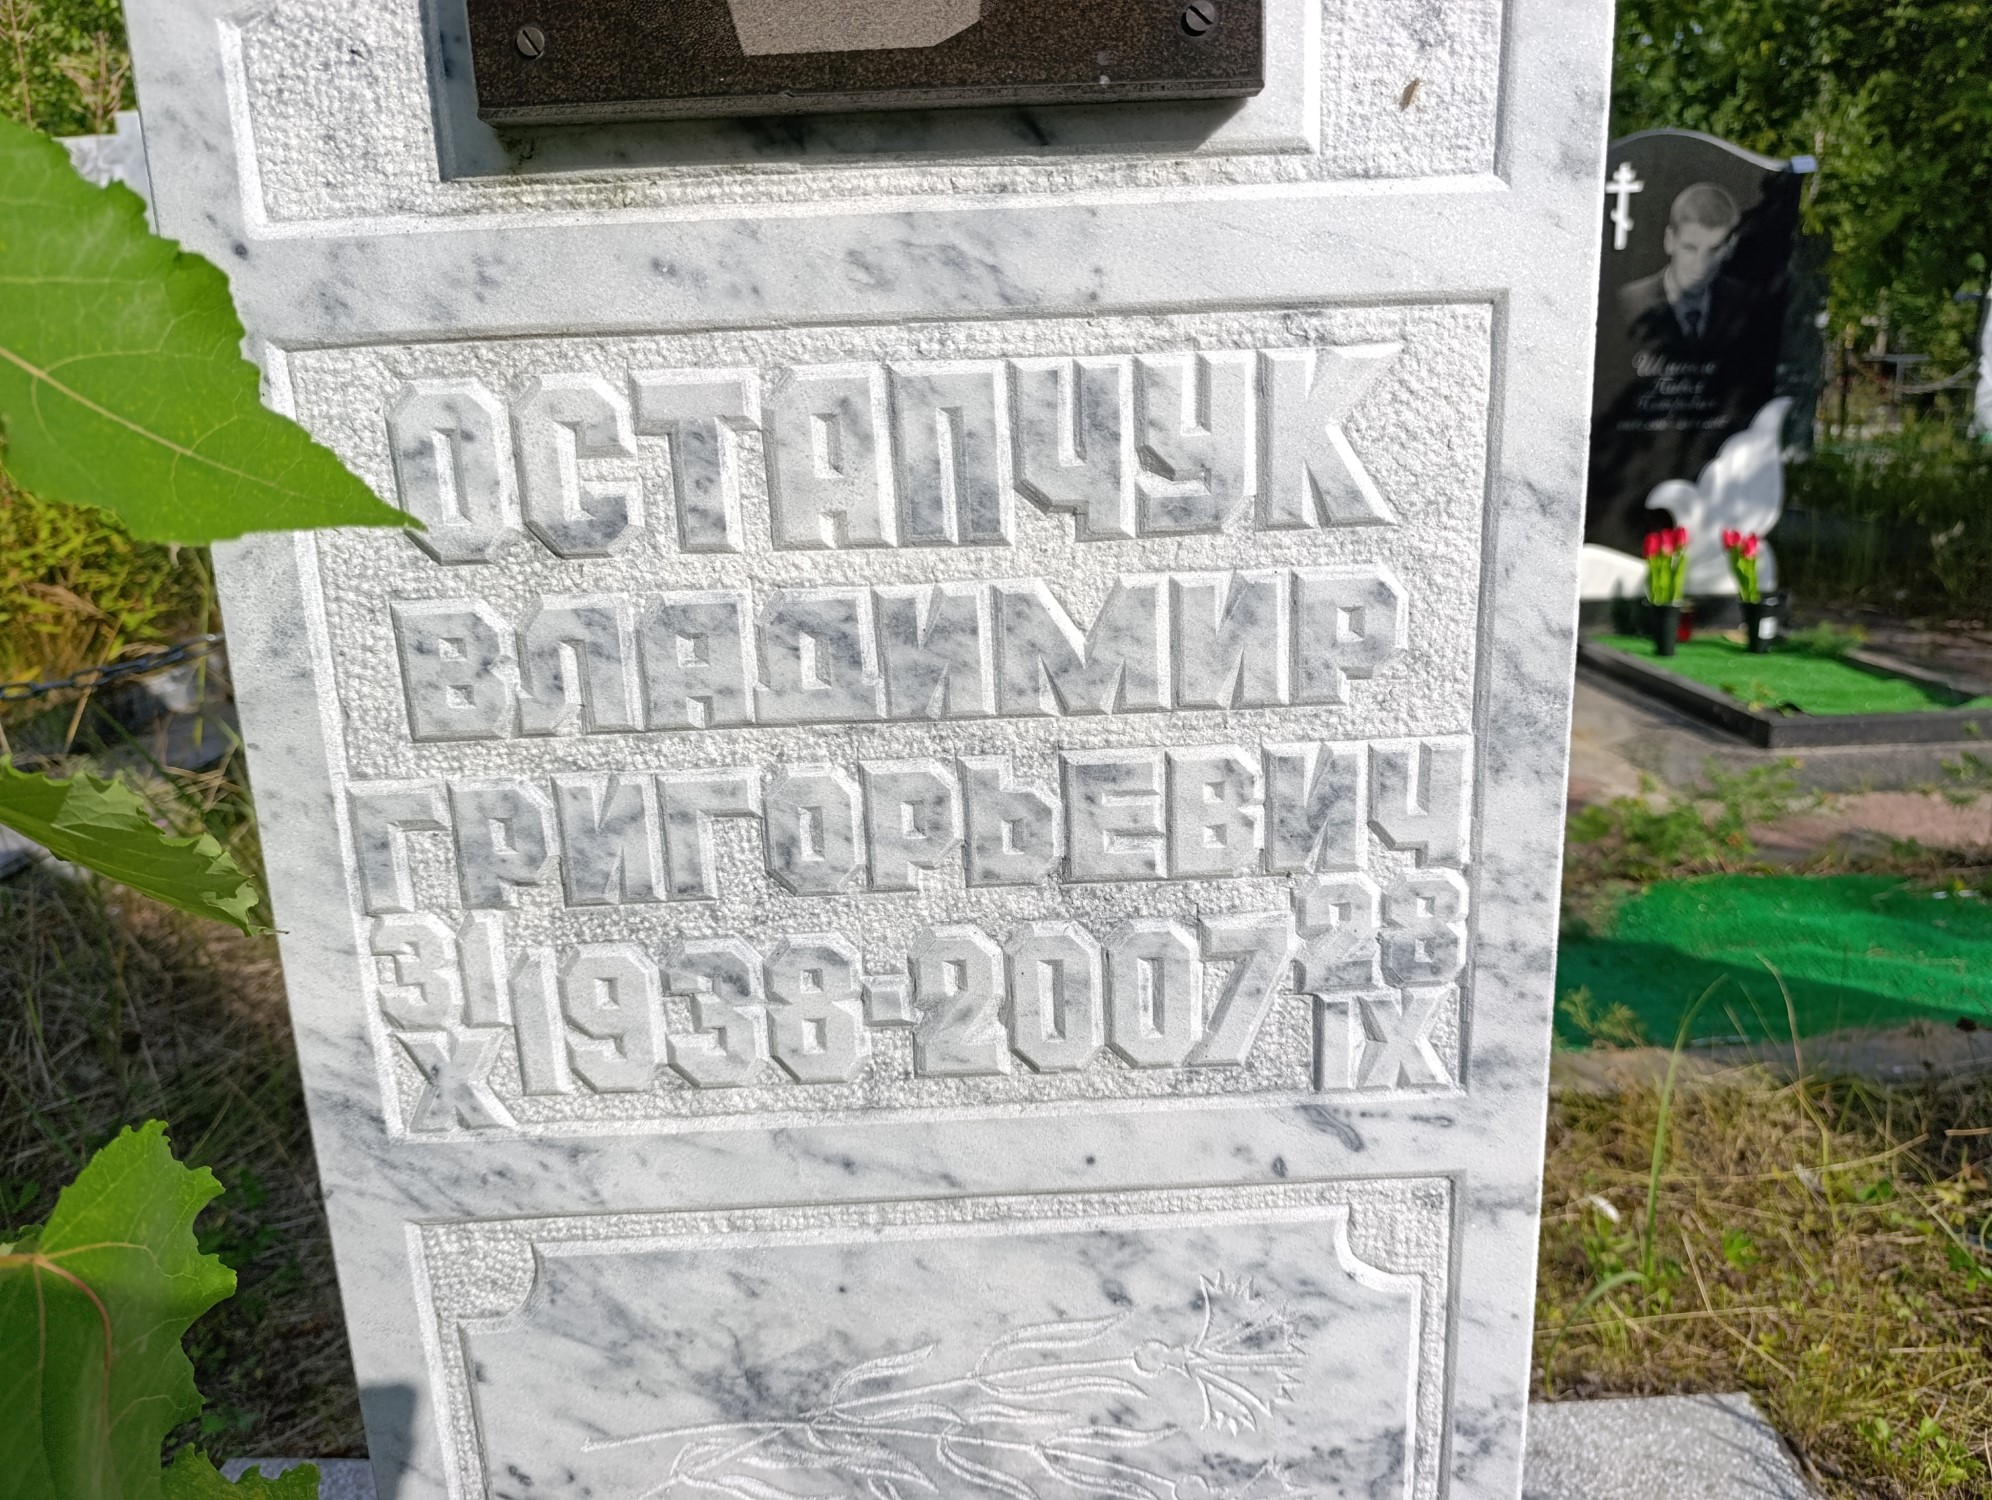 ОСТАПЧУК
ВЛАДИМИР
ГРИГОРЬЕВИЧ
31 X 1938-2007 28 IX